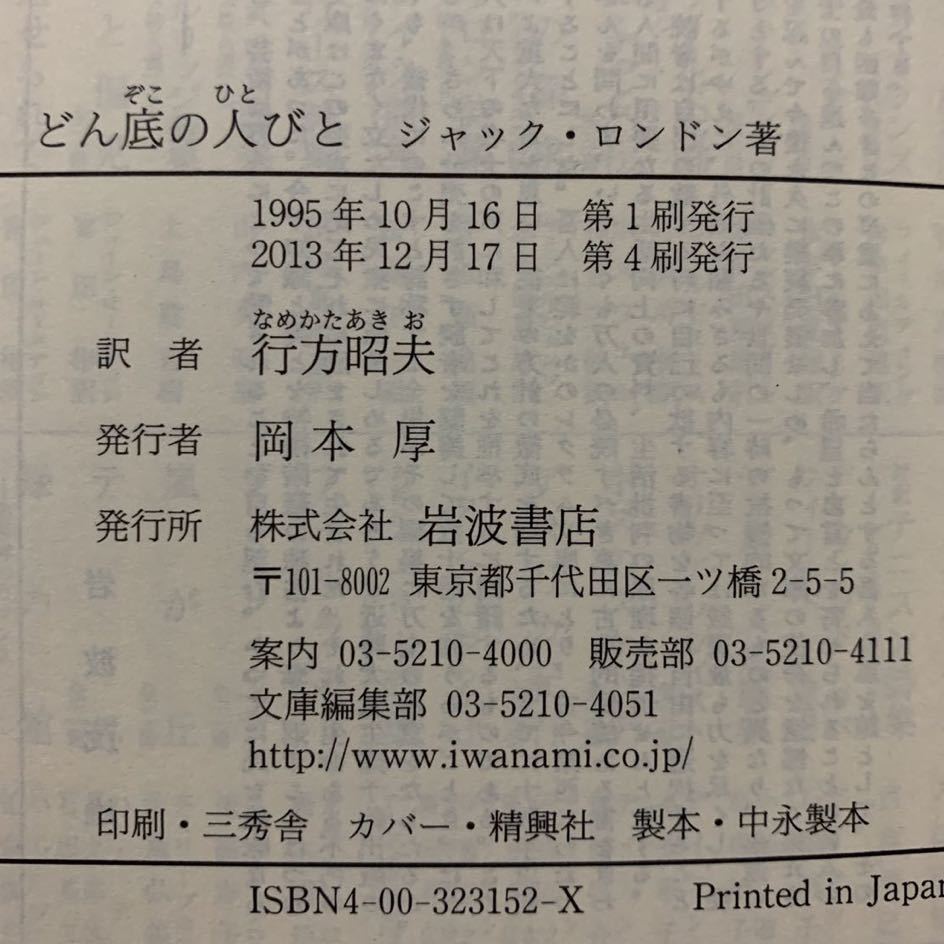 ぞこ ひと
どん底の人びと ジャック・ロンドン著
1995年10月16日 第1刷発行
2013年12月17日 第4刷発行
なめかたあき お
訳 者 行方昭夫
発行者 岡本 厚
発行所 株式会社 岩波書店
〒101-8002 東京都千代田区一ツ橋2-5-5
案内 03-5210-4000 販売部 03-5210-4111
文庫編集部 03-5210-4051
http://www.iwanami.co.jp/
印刷・三秀舎 カバー・精興社 製本・中永製本
ISBN4-00-323152-X Printed in Japan